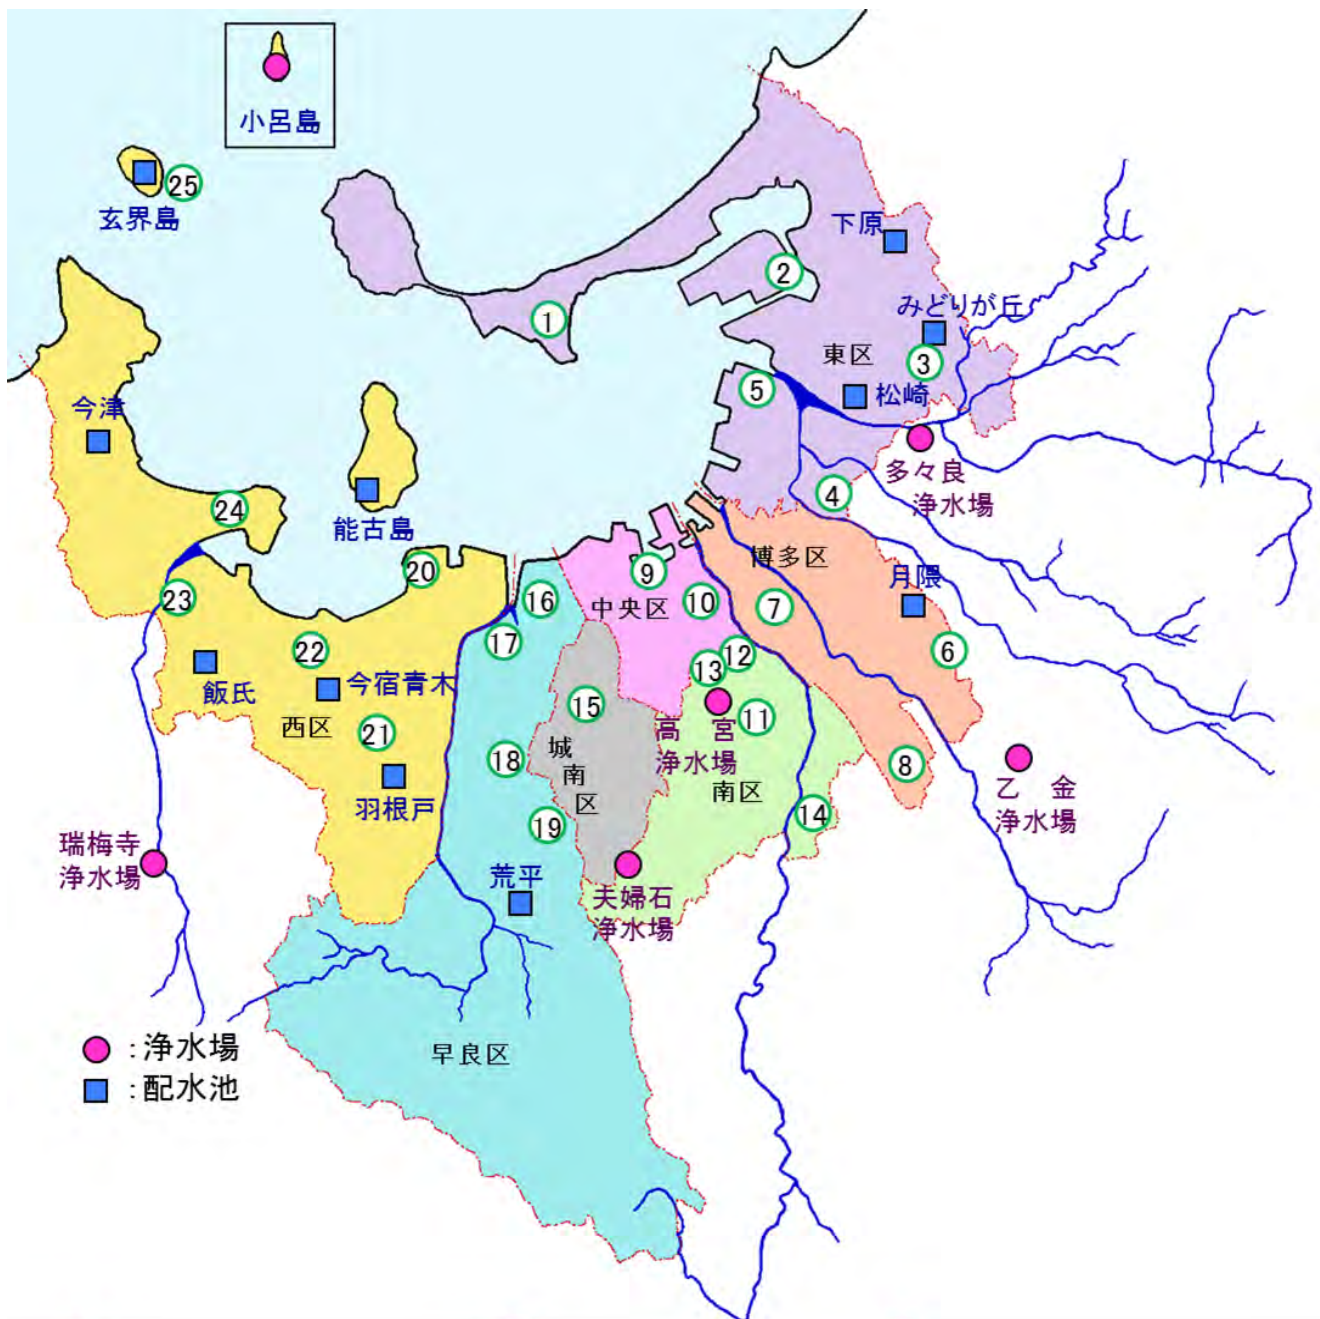 小呂島
25
玄界島
下原
2
みどりが丘
1
東区
3
5
松崎
今津
多々良
浄水場
4
24
能古島
博多区
20
9
月隈
23
16
中央区
10
7
17
22
12
6
13
飯氏
今宿青木
15
11
高宮
浄水場
西区
21
城南区
18
8
南区
乙金
浄水場
羽根戸
14
19
瑞梅寺
浄水場
荒平
夫婦石
浄水場
早良区
:浄水場
:配水池